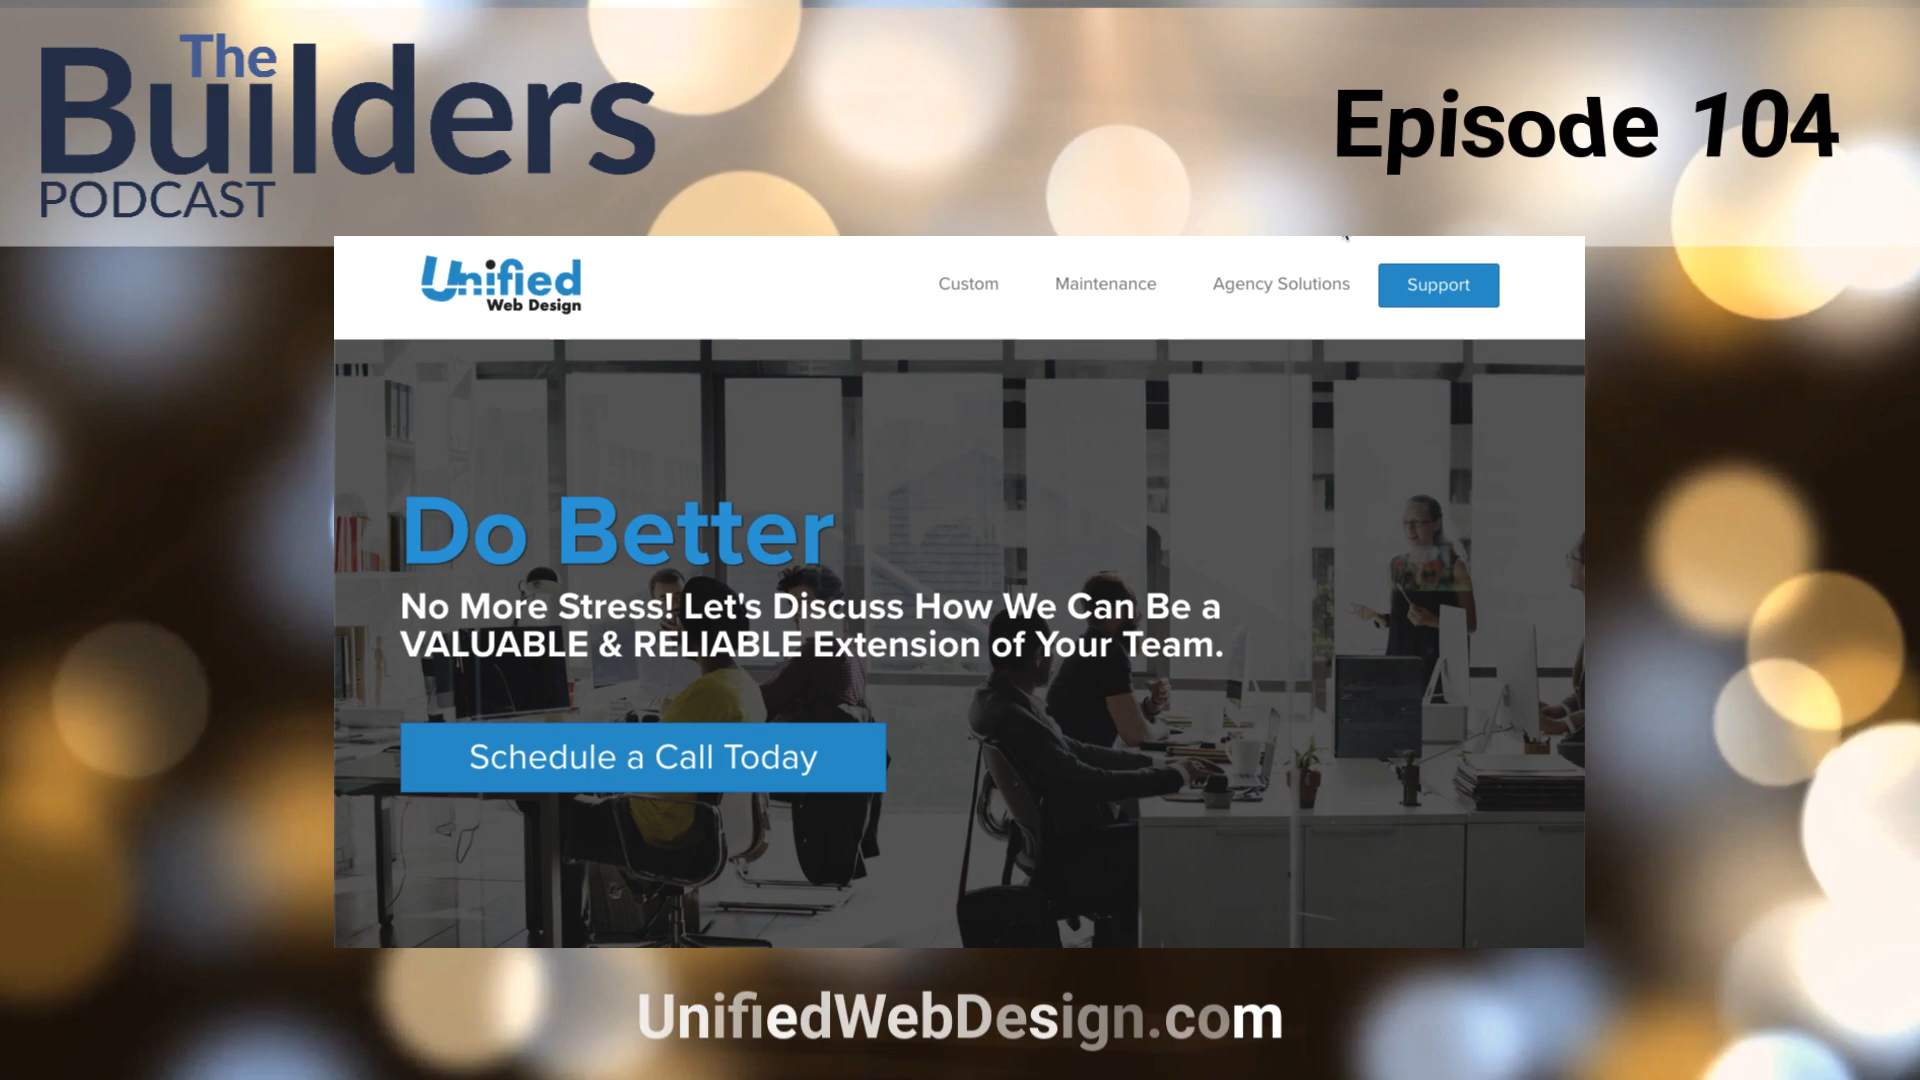 The
Builders
PODCAST
Episode 104
Unified
Web Design
Custom
Maintenance
Agency Solutions
Support
Do Better
No More Stress! Let's Discuss How We Can Be a
VALUABLE & RELIABLE Extension of Your Team.
Schedule a Call Today
UnifiedWebDesign.com